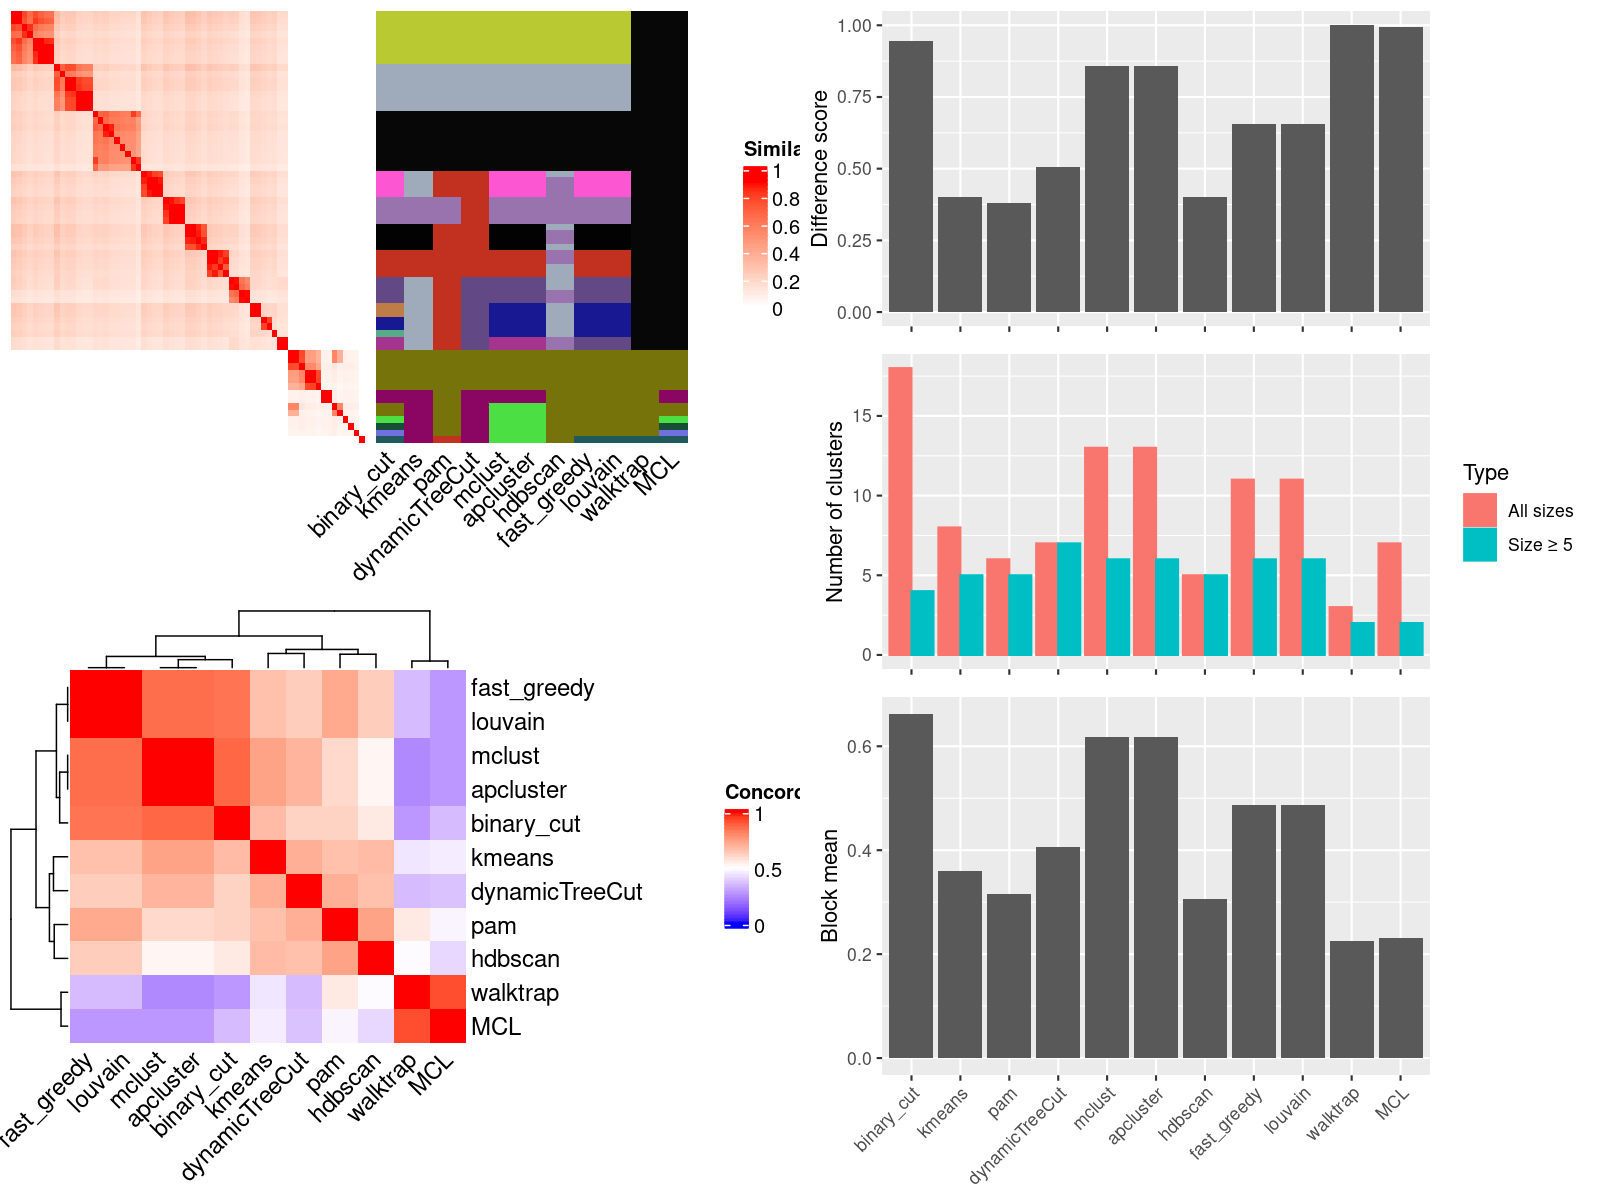 Simila
1
0.8
0.6
0.4
0.2
0
binary_cut
kmeans
pam
dynamicTreeCut
mclust
apcluster
hdbscan
fast_greedy
louvain
walktrap
MCL
fast_greedy
louvain
mclust
apcluster
binary_cut
kmeans
dynamicTreeCut
pam
hdbscan
walktrap
MCL
Concord
1
0.5
0
fast_greedy
louvain
mclust
apcluster
binary_cut
kmeans
dynamicTreeCut
pam
hdbscan
walktrap
MCL
Difference score
1.00
0.75
0.50
0.25
0.00
Number of clusters
15
10
5
0
Type
All sizes
Size ≥ 5
Block mean
0.6
0.4
0.2
0.0
binary_cut
kmeans
pam
dynamicTreeCut
mclust
apcluster
hdbscan
fast_greedy
louvain
walktrap
MCL